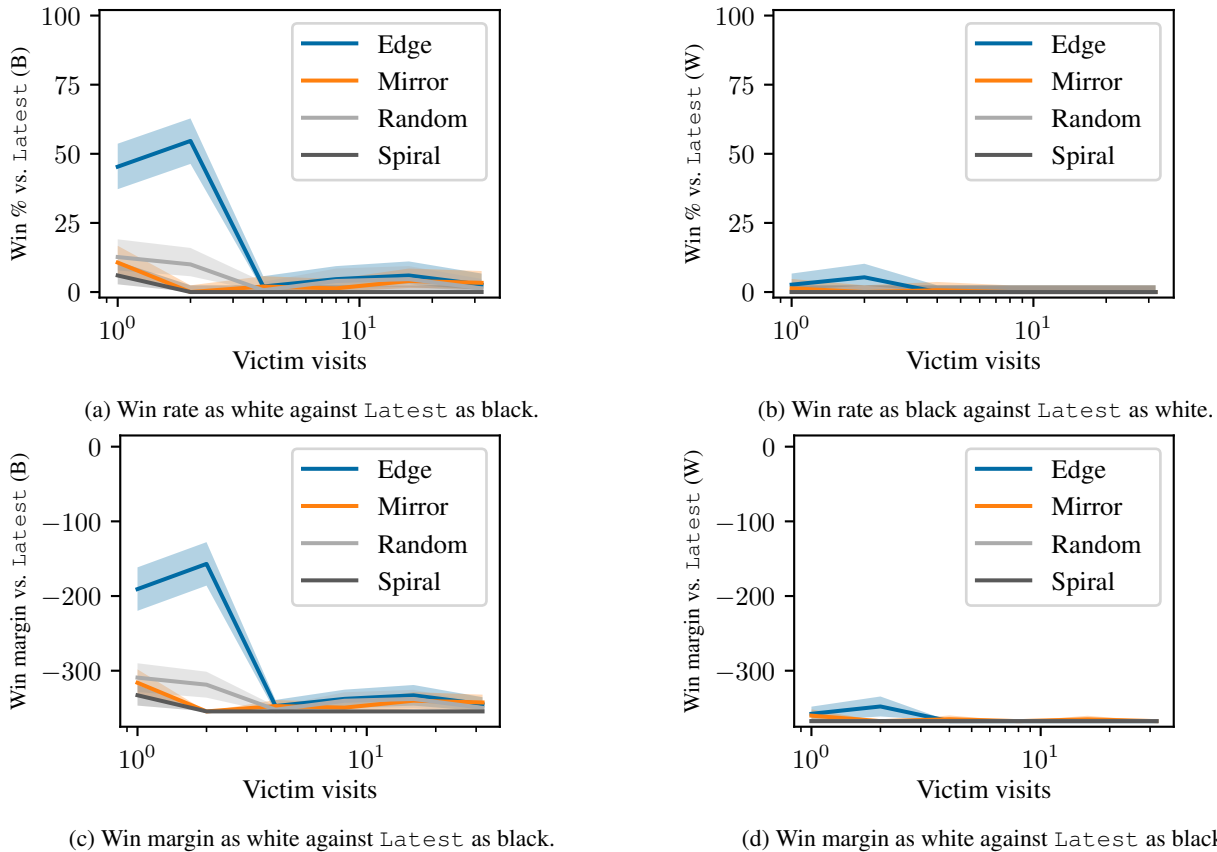 Win % vs. Latest (B)
100
75
50
25
0
Edge
Mirror
Random
Spiral
10^0
10^1
Victim visits
(a) Win rate as white against Latest as black.
Win % vs. Latest (W)
100
75
50
25
0
Edge
Mirror
Random
Spiral
10^0
10^1
Victim visits
(b) Win rate as black against Latest as white.
Win margin vs. Latest (B)
0
−100
−200
−300
Edge
Mirror
Random
Spiral
10^0
10^1
Victim visits
(c) Win margin as white against Latest as black.
Win margin vs. Latest (W)
0
−100
−200
−300
Edge
Mirror
Random
Spiral
10^0
10^1
Victim visits
(d) Win margin as white against Latest as black